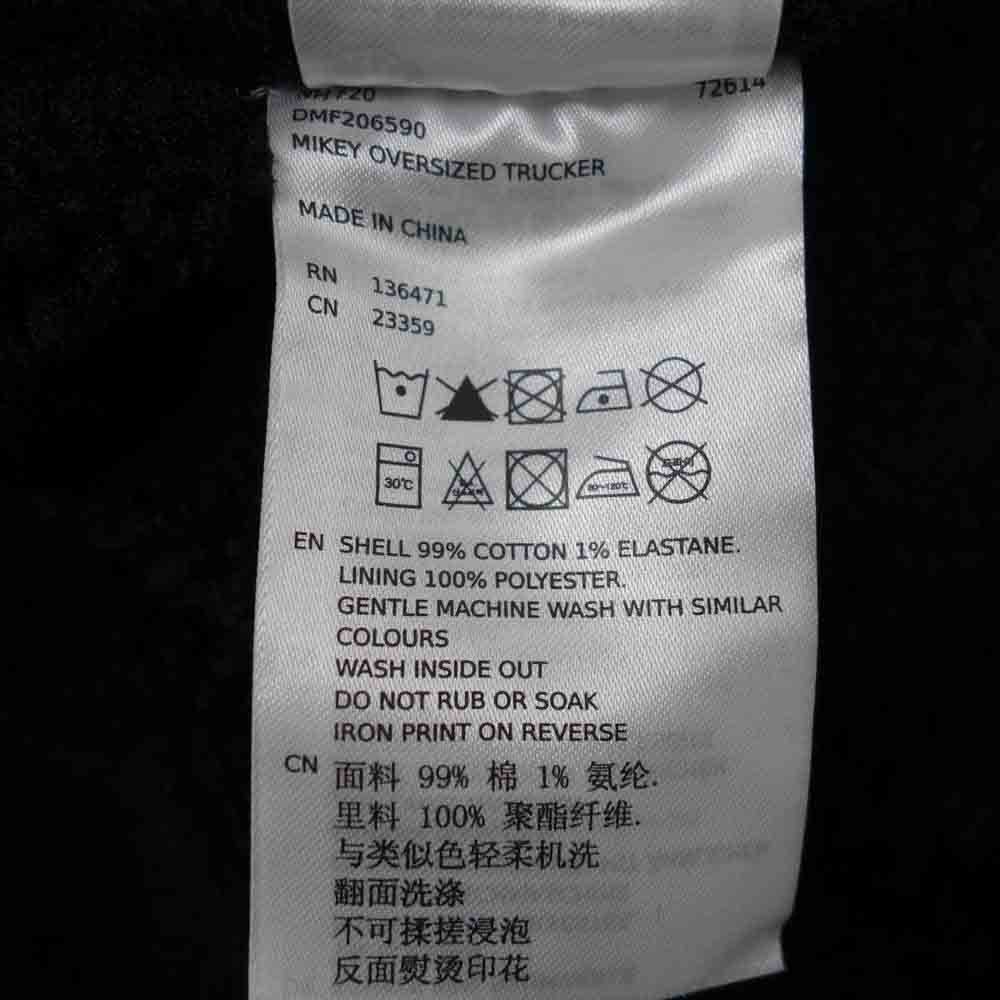 72614
DMF206590
MIKEY OVERSIZED TRUCKER
MADE IN CHINA
RN 136471
CN 23359
30℃
80~120℃
EN SHELL 99% COTTON 1% ELASTANE.
LINING 100% POLYESTER.
GENTLE MACHINE WASH WITH SIMILAR
COLOURS
WASH INSIDE OUT
DO NOT RUB OR SOAK
IRON PRINT ON REVERSE
CN 面料 99% 棉 1% 氨纶.
里料 100% 聚酯纤维.
与类似色轻柔机洗
翻面洗涤
不可揉搓浸泡
反面熨烫印花